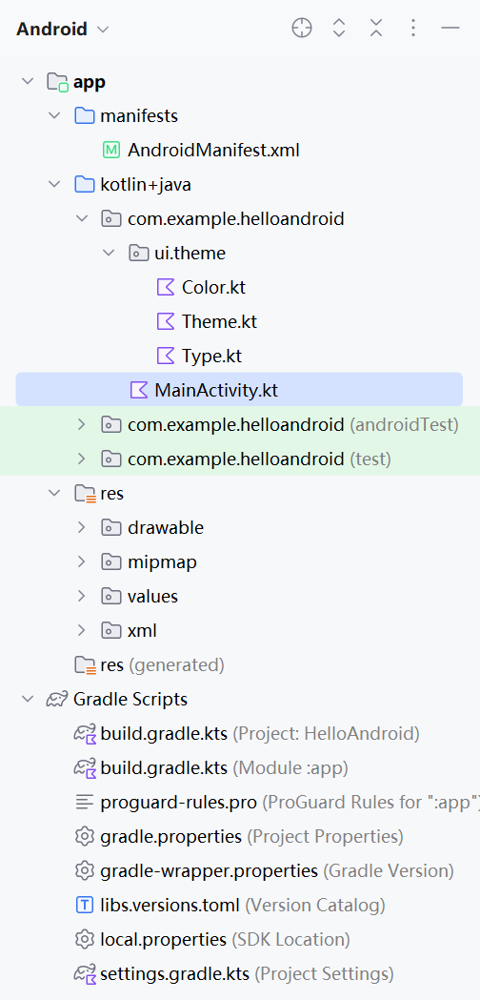 Android
app
manifests
M AndroidManifest.xml
kotlin+java
com.example.helloandroid
ui.theme
Color.kt
Theme.kt
Type.kt
MainActivity.kt
com.example.helloandroid (androidTest)
com.example.helloandroid (test)
res
drawable
mipmap
values
xml
res (generated)
Gradle Scripts
build.gradle.kts (Project: HelloAndroid)
build.gradle.kts (Module :app)
proguard-rules.pro (ProGuard Rules for ":app")
gradle.properties (Project Properties)
gradle-wrapper.properties (Gradle Version)
T libs.versions.toml (Version Catalog)
local.properties (SDK Location)
settings.gradle.kts (Project Settings)